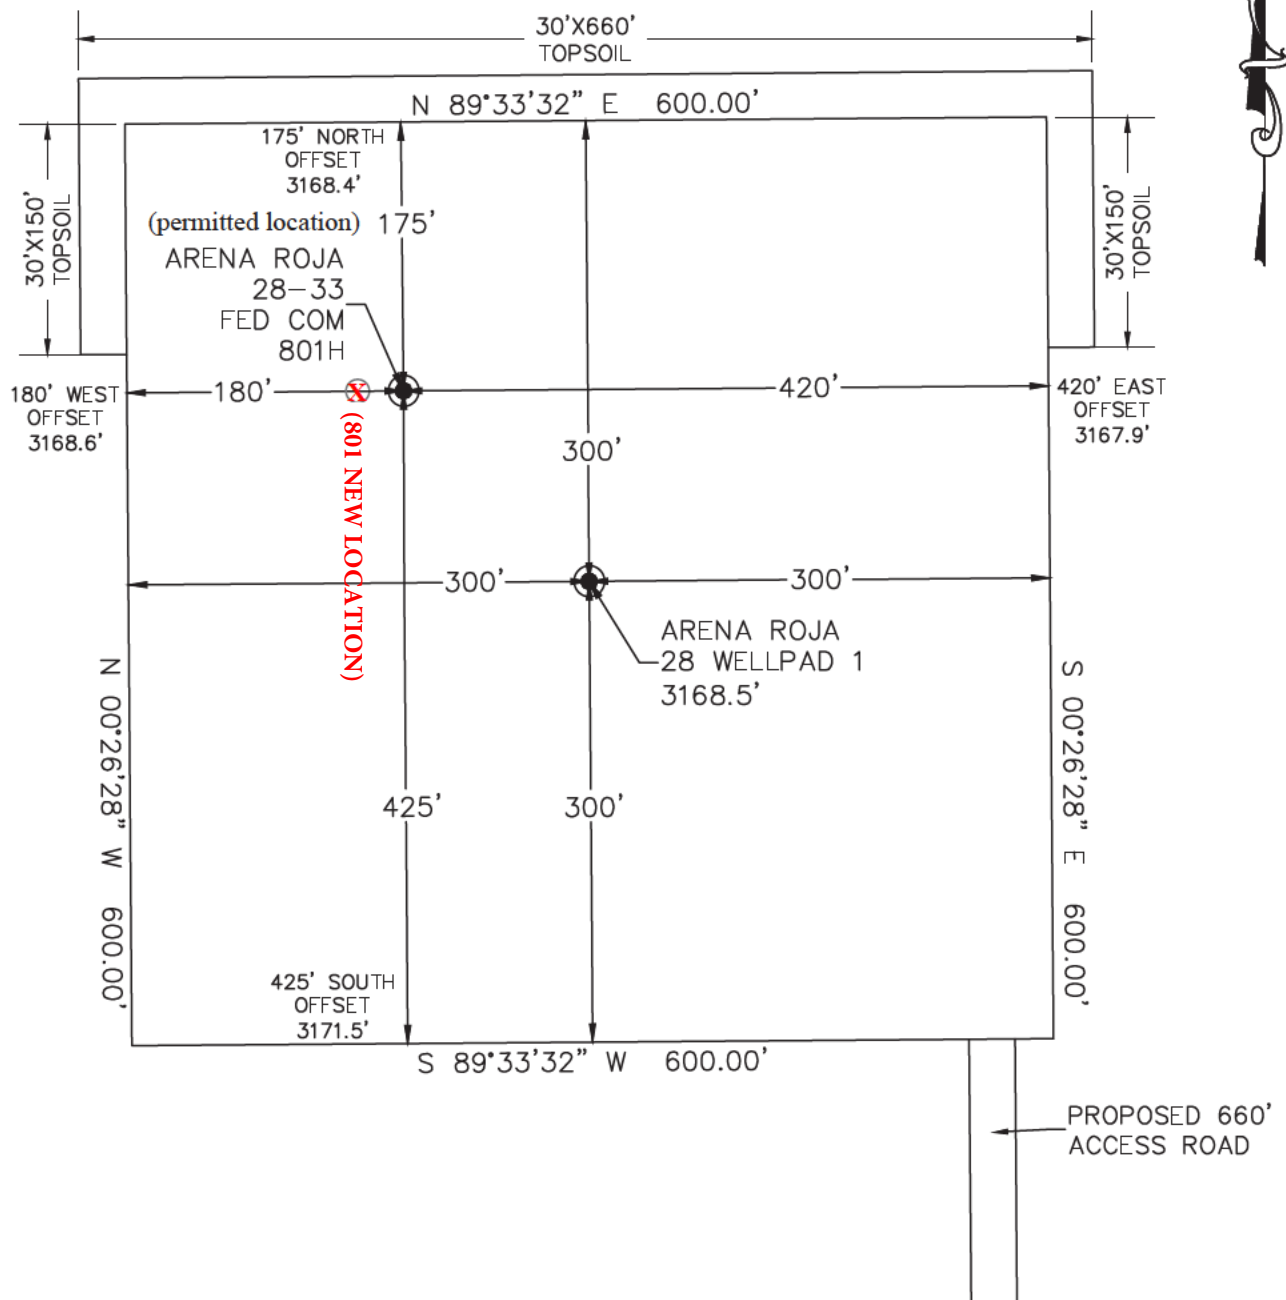 30'X660'
TOPSOIL
N 89°33'32" E 600.00'
175' NORTH
OFFSET
3168.4'
30'X150'
TOPSOIL
30'X150'
TOPSOIL
(permitted location) 175'
ARENA ROJA
28-33
FED COM
801H
180' WEST
OFFSET
3168.6'
180'
X
420'
420' EAST
OFFSET
3167.9'
(801 NEW LOCATION)
300'
300'
300'
ARENA ROJA
28 WELLPAD 1
3168.5'
N 00°26'28" W 600.00'
S 00°26'28" E 600.00'
425'
300'
425' SOUTH
OFFSET
3171.5'
S 89°33'32" W 600.00'
PROPOSED 660'
ACCESS ROAD